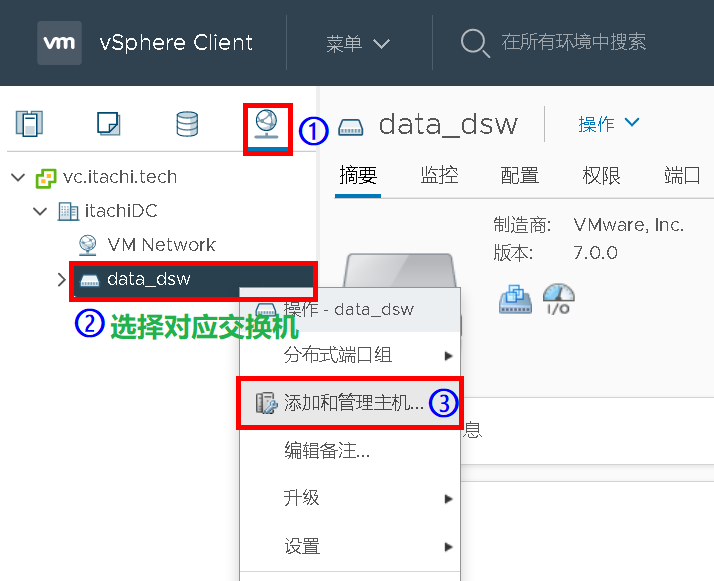 vm vSphere Client 菜单 在所有环境中搜索
① data_dsw 操作
摘要 监控 配置 权限 端口
vc.itachi.tech
itachiDC
VM Network
data_dsw
② 选择对应交换机
制造商: VMware, Inc.
版本: 7.0.0
I/O
操作 - data_dsw
分布式端口组
添加和管理主机... ③
编辑备注...
升级
设置
息